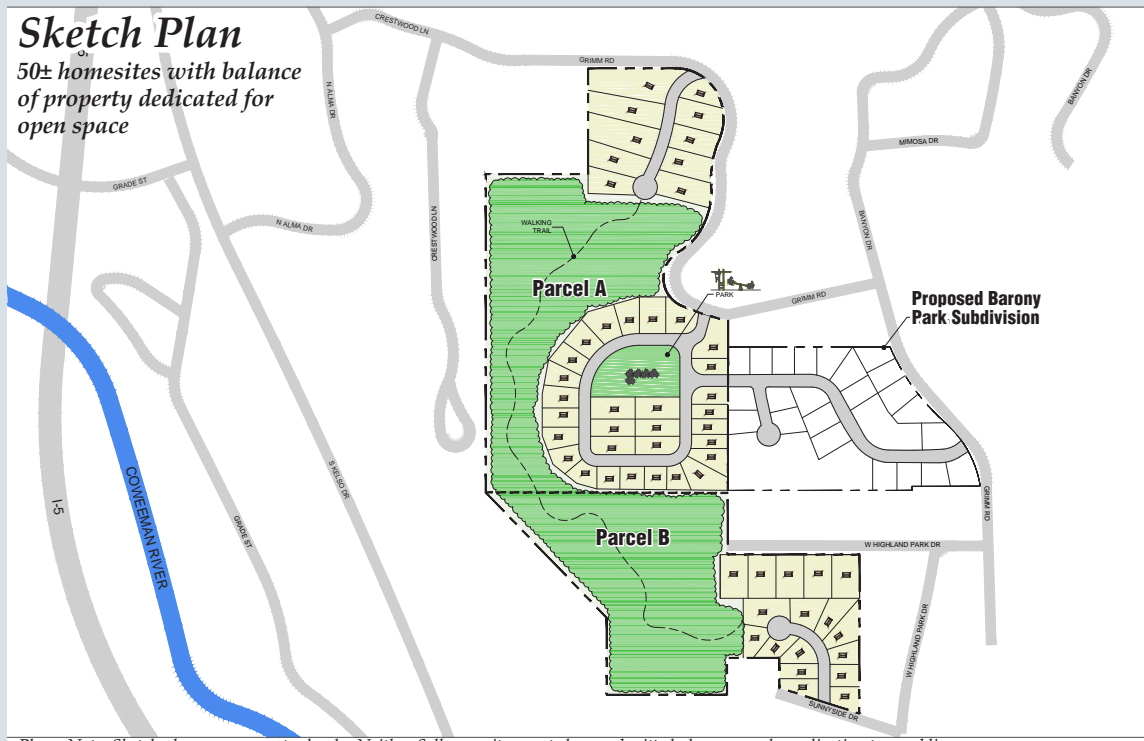 Sketch Plan
50± homesites with balance
of property dedicated for
open space
CRESTWOOD LN
GRIMM RD
N ALMA DR
BANYON DR
MIMOSA DR
GRADE ST
N ALMA DR
CRESTWOOD LN
WALKING
TRAIL
BANYON DR
Parcel A
PARK
GRIMM RD
Proposed Barony
Park Subdivision
COWEEMAN RIVER
S KELSO DR
I-5
GRADE ST
GRIMM RD
Parcel B
W HIGHLAND PARK DR
W HIGHLAND PARK DR
SUNNYSIDE DR